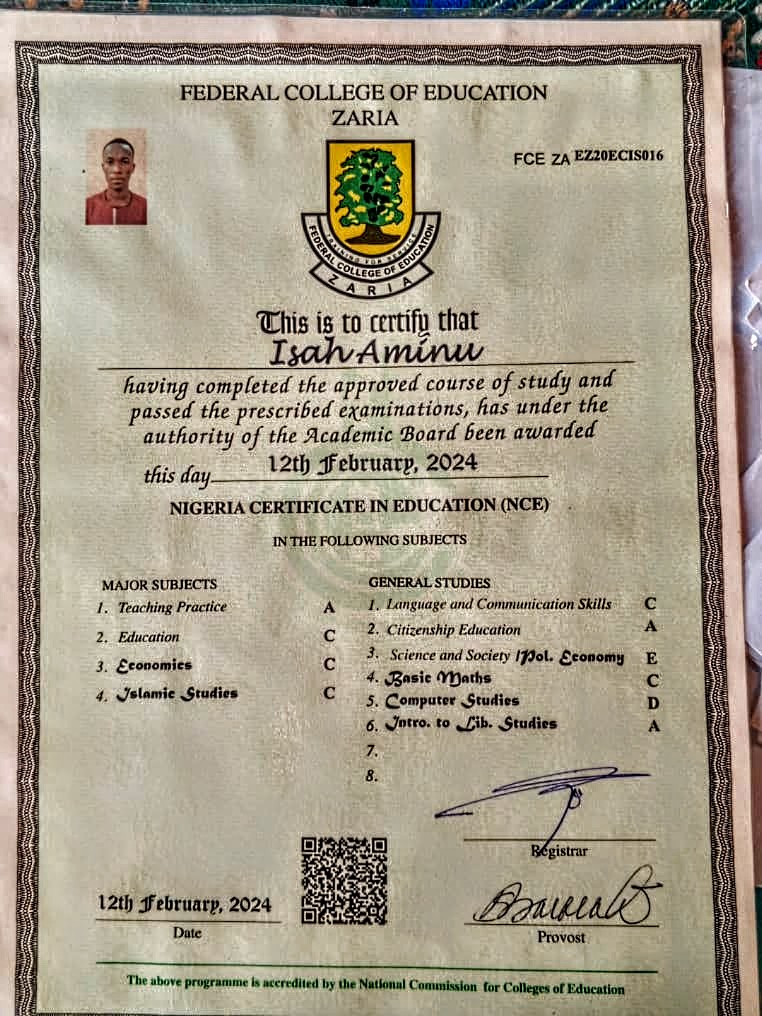 FEDERAL COLLEGE OF EDUCATION
ZARIA
FCE ZA EZ20ECIS016
TRAINING FOR SERVICE
FEDERAL COLLEGE OF EDUCATION
ZARIA
This is to certify that
Isah Aminu
having completed the approved course of study and
passed the prescribed examinations, has under the
authority of the Academic Board been awarded
this day 12th February, 2024
NIGERIA CERTIFICATE IN EDUCATION (NCE)
IN THE FOLLOWING SUBJECTS
MAJOR SUBJECTS
1. Teaching Practice A
2. Education C
3. Economics C
4. Islamic Studies C
GENERAL STUDIES
1. Language and Communication Skills C
2. Citizenship Education A
3. Science and Society /Pol. Economy E
4. Basic Maths C
5. Computer Studies D
6. Intro. to Lib. Studies A
7.
8.
Registrar
12th February, 2024
Date
Provost
The above programme is accredited by the National Commission for Colleges of Education